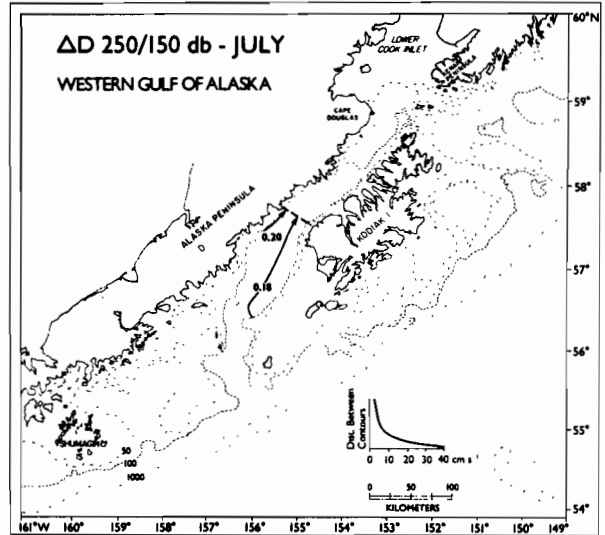 ΔD 250/150 db - JULY
WESTERN GULF OF ALASKA
LOWER
COOK INLET
PENINSULA
CAPE
DOUGLAS
ALASKA PENINSULA
KODIAK I
0.20
0.18
SHUMAGIN
50
100
1000
Dist. Between
Contours
0 10 20 30 40 cm s⁻¹
0 50 100
KILOMETERS
60°N
59°
58°
57°
56°
55°
54°
161°W 160° 159° 158° 157° 156° 155° 154° 153° 152° 151° 150° 149°